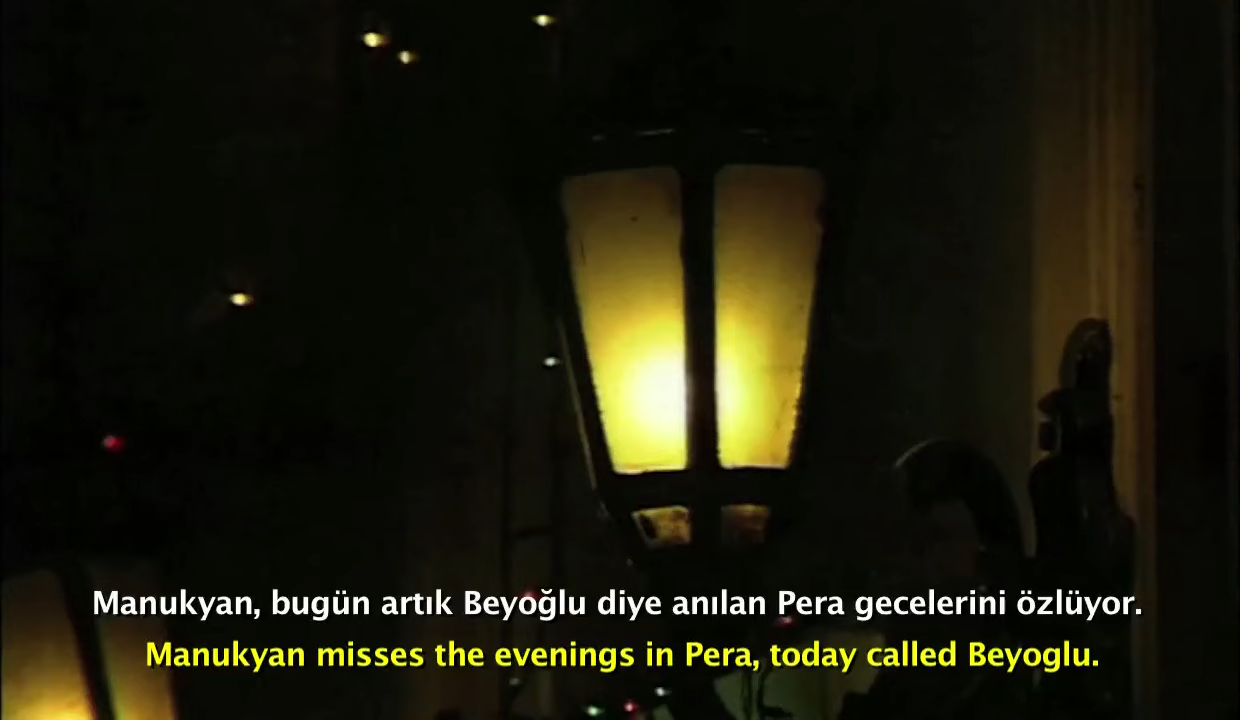 Manukyan, bugün artık Beyoğlu diye anılan Pera gecelerini özlüyor.
Manukyan misses the evenings in Pera, today called Beyoglu.